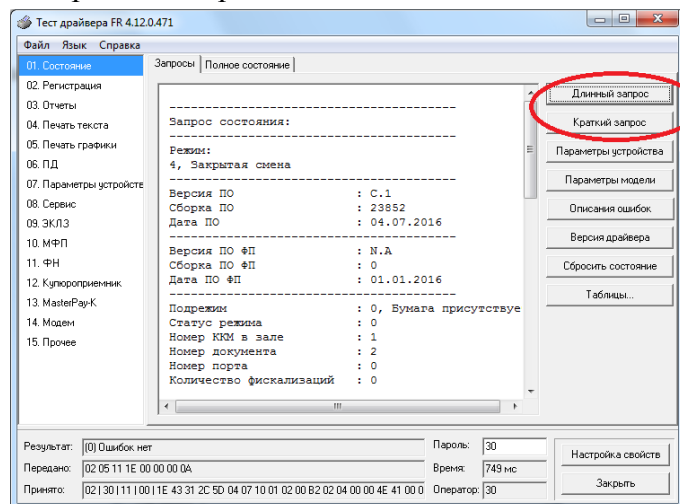 Тест драйвера FR 4.12.0.471
Файл Язык Справка
01. Состояние
02. Регистрация
03. Отчеты
04. Печать текста
05. Печать графики
06. ПД
07. Параметры устройств
08. Сервис
09. ЭКЛЗ
10. МФП
11. ФН
12. Купюроприемник
13. MasterPay-K
14. Модем
15. Прочее
Запросы Полное состояние
Запрос состояния:
Режим:
4, Закрытая смена
Версия ПО : C.1
Сборка ПО : 23852
Дата ПО : 04.07.2016
Версия ПО ФП : N.A
Сборка ПО ФП : 0
Дата ПО ФП : 01.01.2016
Подрежим : 0, Бумага присутствуе
Статус режима : 0
Номер ККМ в зале : 1
Номер документа : 2
Номер порта : 0
Количество фискализаций : 0
Длинный запрос
Краткий запрос
Параметры устройства
Параметры модели
Описания ошибок
Версия драйвера
Сбросить состояние
Таблицы...
Результат: (0) Ошибок нет
Передано: 02 05 11 1E 00 00 00 0A
Принято: 02 | 30 | 11 | 00 | 1E 43 31 2C 5D 04 07 10 01 02 00 B2 02 04 00 00 4E 41 00 0
Пароль: 30
Время: 749 мс
Оператор: 30
Настройка свойств
Закрыть